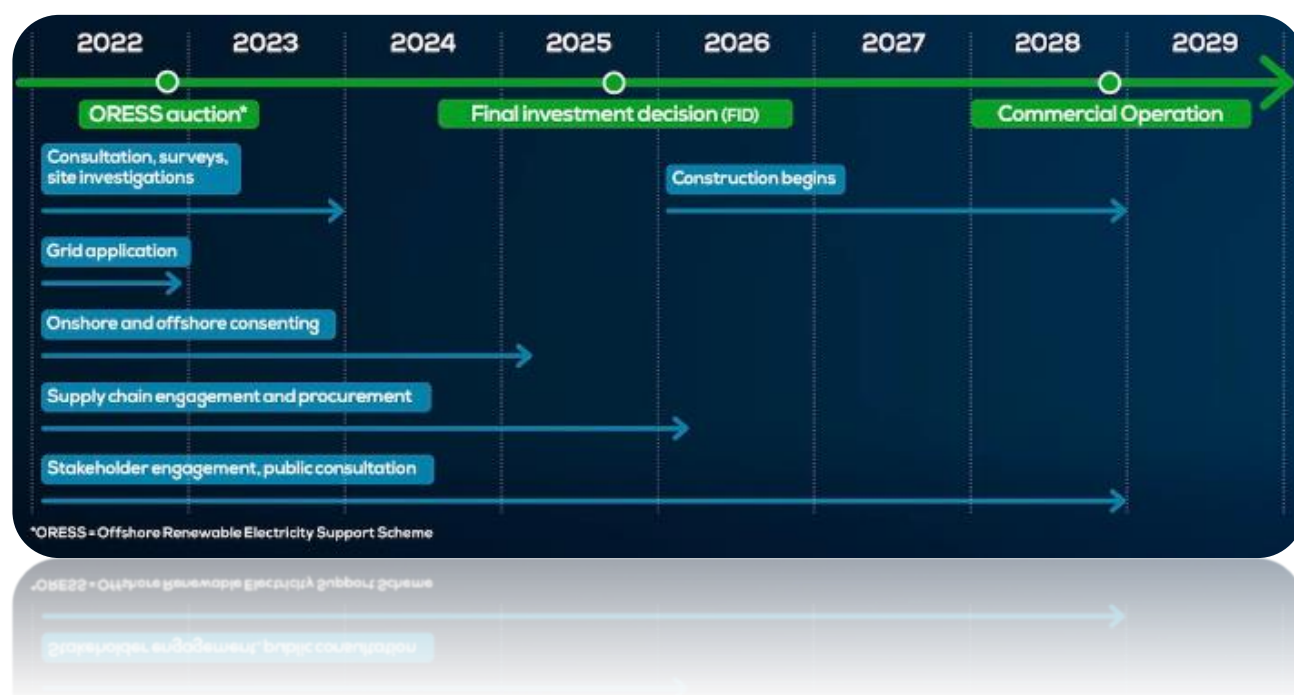 2022 2023 2024 2025 2026 2027 2028 2029
ORESS auction* Final investment decision (FID) Commercial Operation
Consultation, surveys,
site investigations
Construction begins
Grid application
Onshore and offshore consenting
Supply chain engagement and procurement
Stakeholder engagement, public consultation
*ORESS = Offshore Renewable Electricity Support Scheme